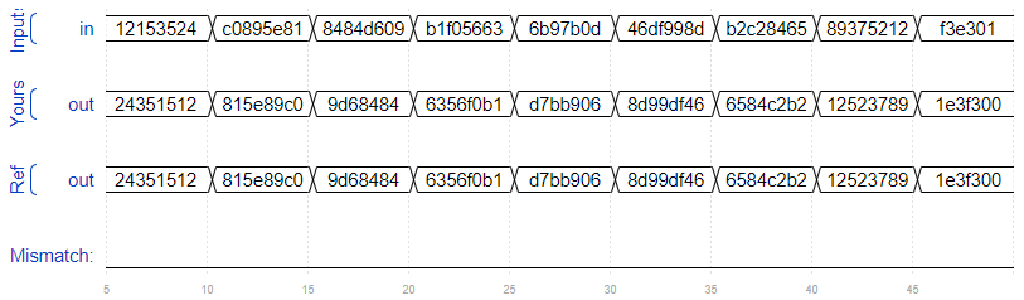 Inputs in 12153524 c0895e81 8484d609 b1f05663 6b97b0d 46df998d b2c28465 89375212 f3e301
Yours out 24351512 815e89c0 9d68484 6356f0b1 d7bb906 8d99df46 6584c2b2 12523789 1e3f300
Ref out 24351512 815e89c0 9d68484 6356f0b1 d7bb906 8d99df46 6584c2b2 12523789 1e3f300
Mismatch:
5 10 15 20 25 30 35 40 45